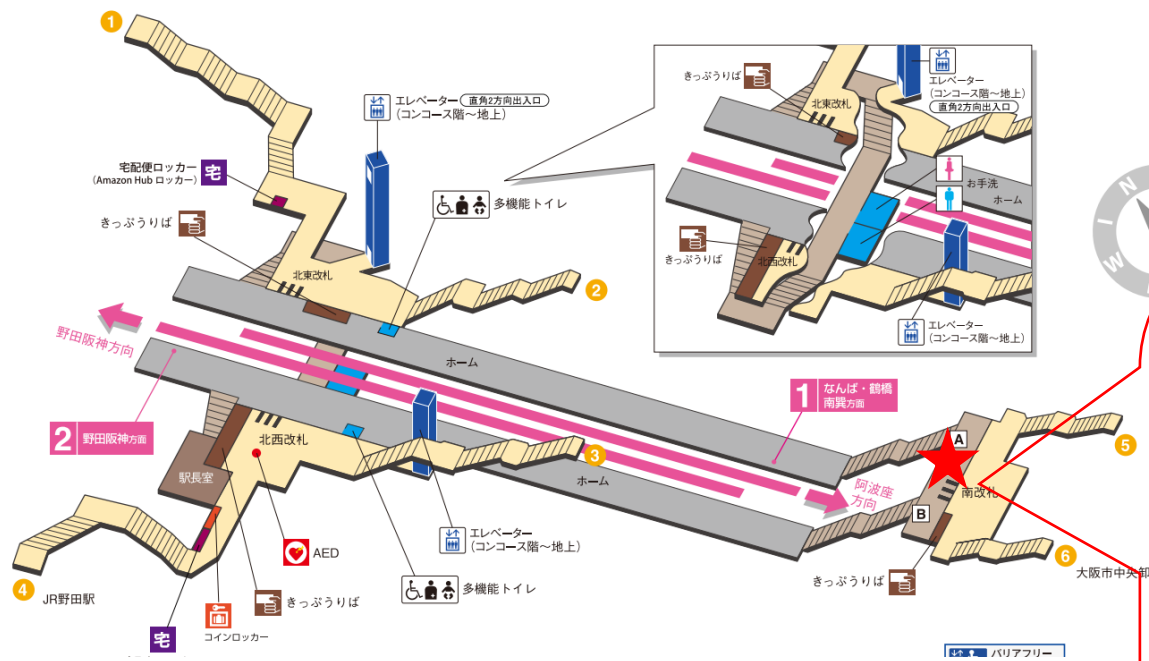 1
エレベーター 直角2方向出入口
(コンコース階〜地上)
宅配便ロッカー
(Amazon Hub ロッカー)
宅
きっぷうりば
多機能トイレ
北東改札
2
野田阪神方向
ホーム
きっぷうりば
北東改札
エレベーター
(コンコース階〜地上)
直角2方向出入口
お手洗
ホーム
きっぷうりば
北西改札
エレベーター
(コンコース階〜地上)
N
I
W
1 なんば・鶴橋
南巽方面
2 野田阪神方面
北西改札
駅長室
3
ホーム
阿波座
方向
A
B
南改札
5
6
大阪市中央卸
きっぷうりば
エレベーター
(コンコース階〜地上)
AED
多機能トイレ
きっぷうりば
コインロッカー
宅
4
JR野田駅
バリアフリー